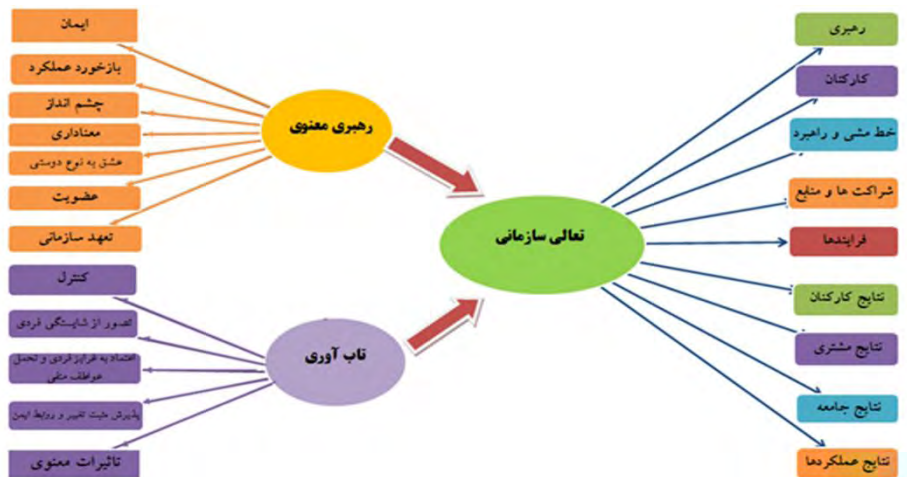 رهبری
کارکنان
خط مشی و راهبرد
شراکت ها و منابع
فرایندها
نتایج کارکنان
نتایج مشتری
نتایج جامعه
نتایج عملکردها
تعالی سازمانی
رهبری معنوی
تاب آوری
ایمان
بازخورد عملکرد
چشم انداز
معناداری
عشق به نوع دوستی
عضویت
تعهد سازمانی
کنترل
تصور از شایستگی فردی
اعتماد به غرایز فردی و تحمل
عواطف منفی
پذیرش مثبت تغییر و روابط ایمن
تاثیرات معنوی